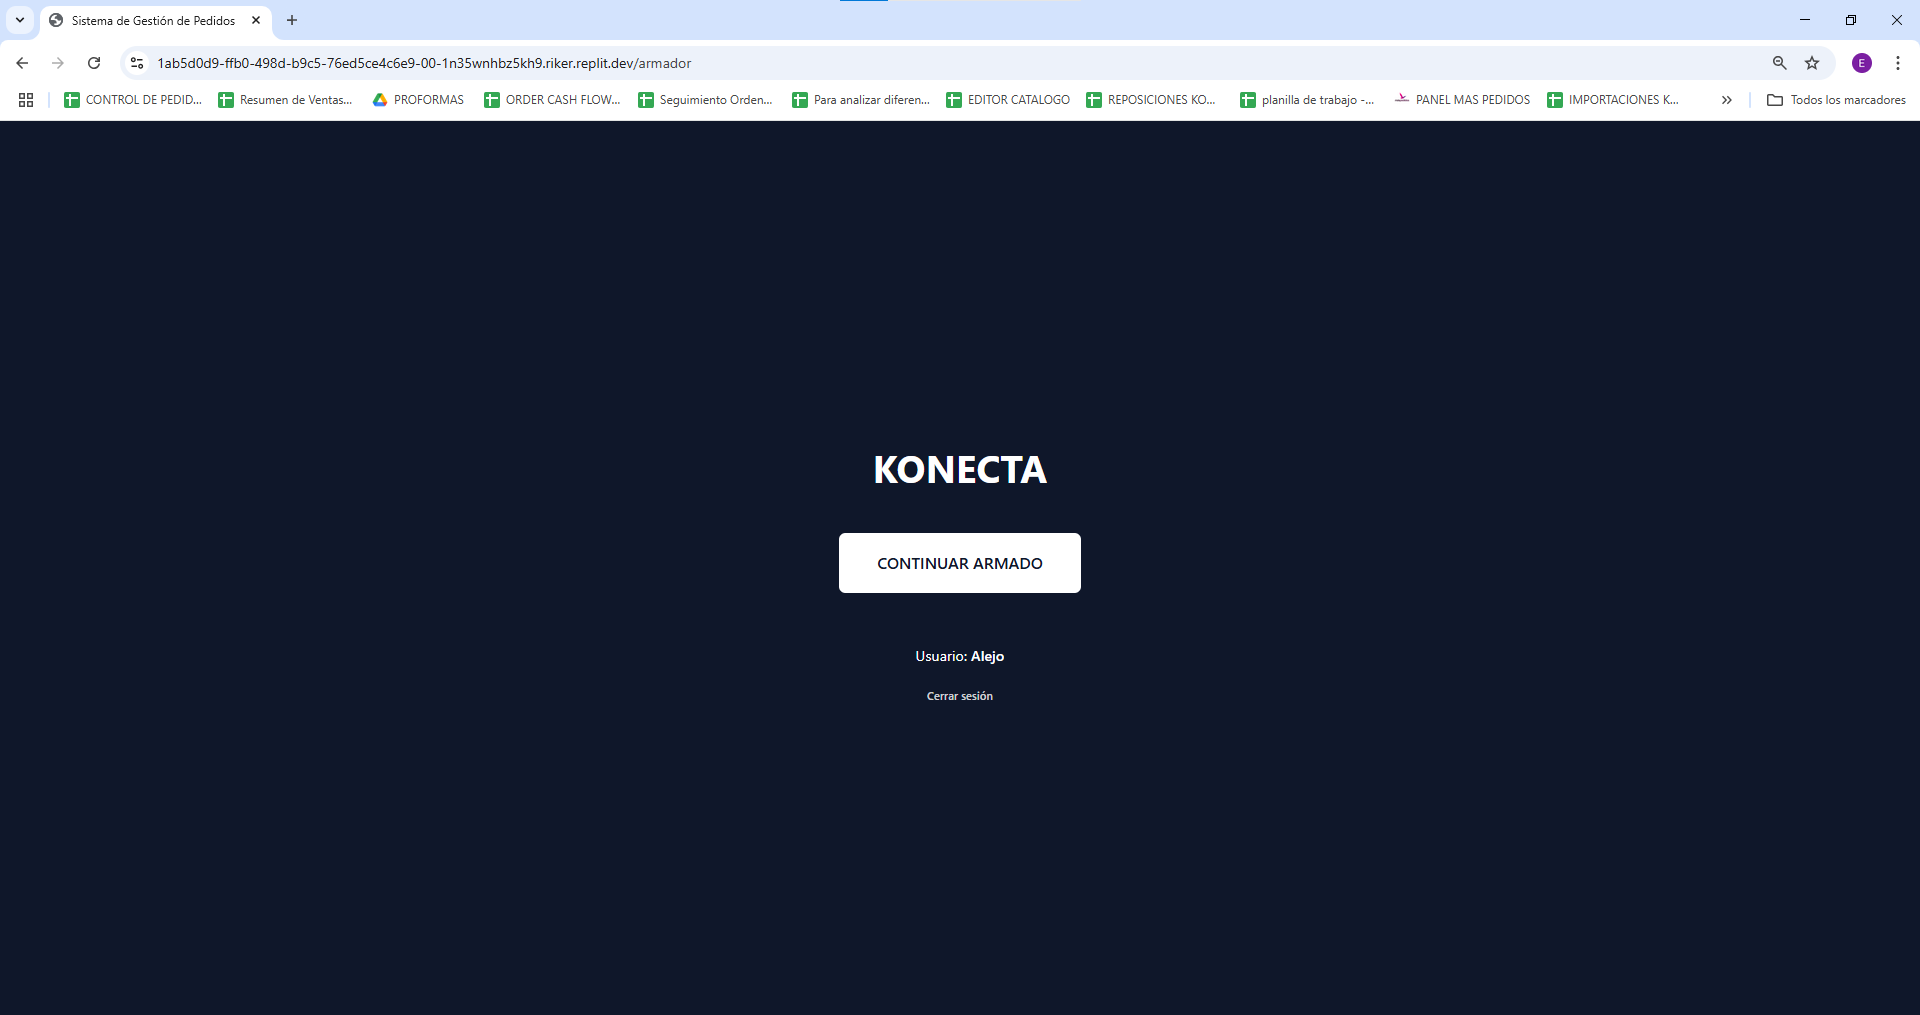 Sistema de Gestión de Pedidos
1ab5d0d9-ffb0-498d-b9c5-76ed5ce4c6e9-00-1n35wnhbz5kh9.riker.replit.dev/armador
E
CONTROL DE PEDID...
Resumen de Ventas...
PROFORMAS
ORDER CASH FLOW...
Seguimiento Orden...
Para analizar diferen...
EDITOR CATALOGO
REPOSICIONES KO...
planilla de trabajo -...
PANEL MAS PEDIDOS
IMPORTACIONES K...
Todos los marcadores
KONECTA
CONTINUAR ARMADO
Usuario: Alejo
Cerrar sesión